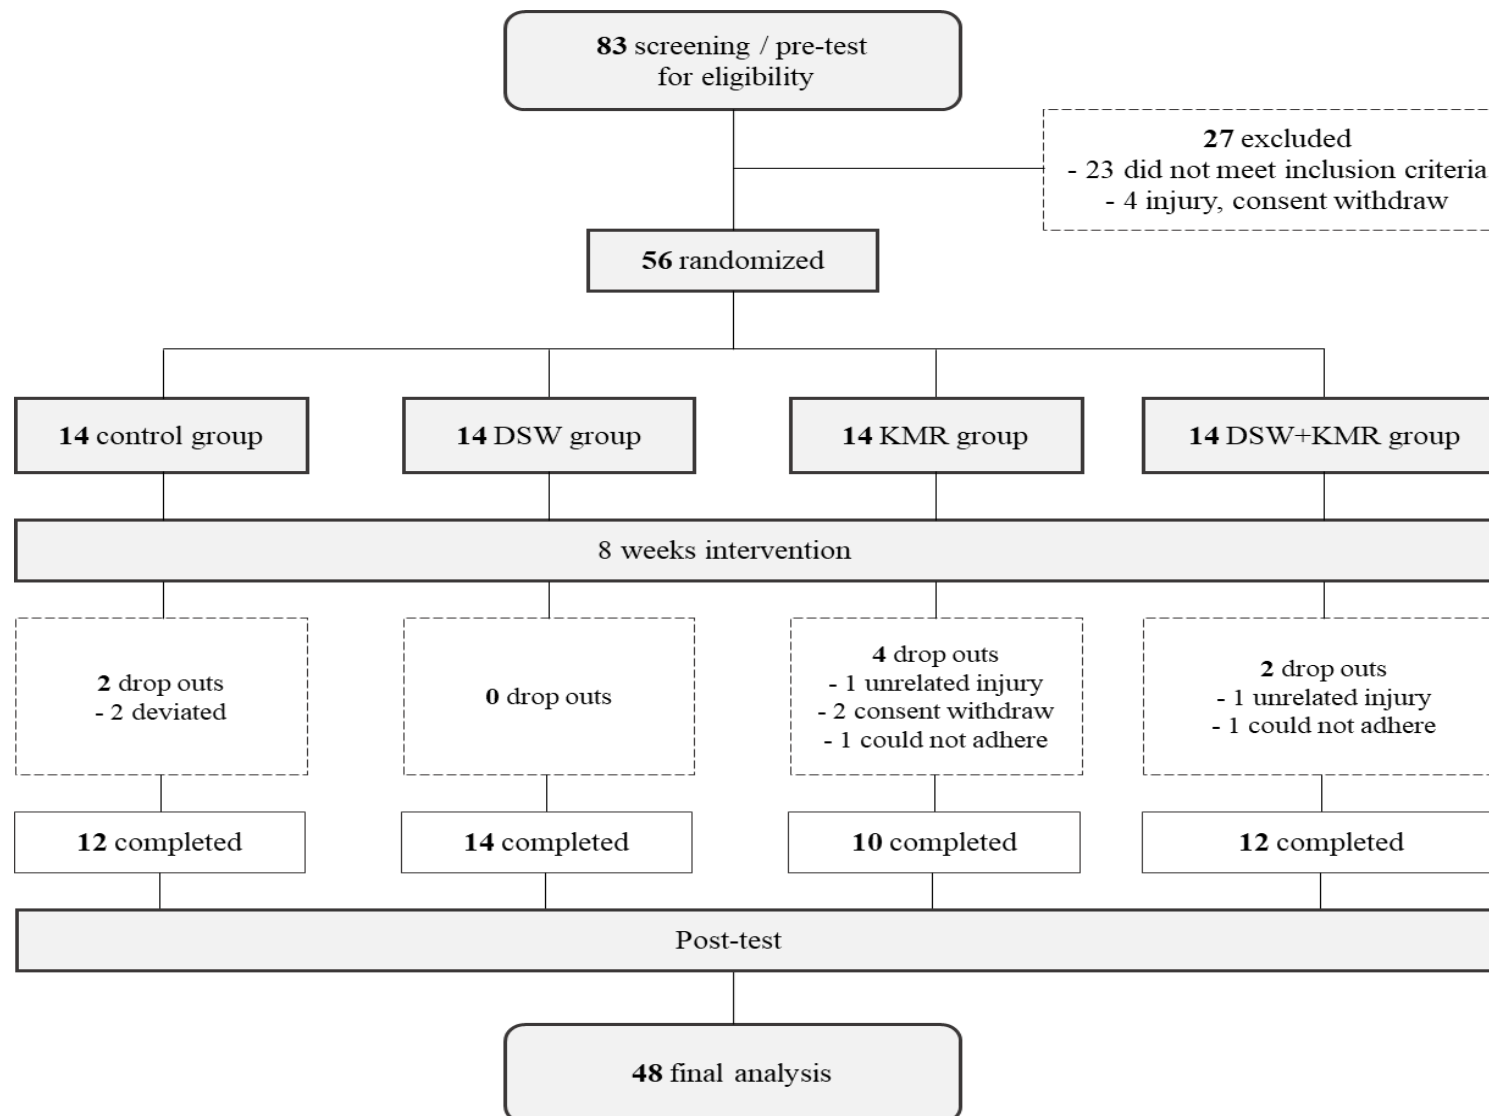 83 screening / pre-test
for eligibility
27 excluded
- 23 did not meet inclusion criteria
- 4 injury, consent withdraw
56 randomized
14 control group
14 DSW group
14 KMR group
14 DSW+KMR group
8 weeks intervention
2 drop outs
- 2 deviated
0 drop outs
4 drop outs
- 1 unrelated injury
- 2 consent withdraw
- 1 could not adhere
2 drop outs
- 1 unrelated injury
- 1 could not adhere
12 completed
14 completed
10 completed
12 completed
Post-test
48 final analysis